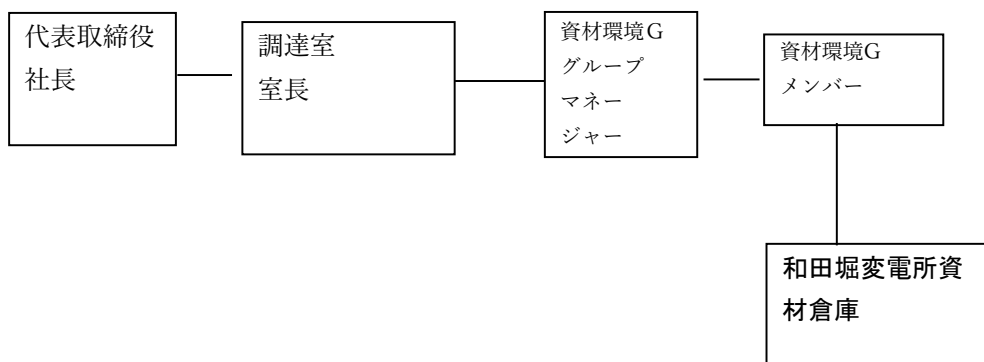 代表取締役
社長
調達室
室長
資材環境G
グループ
マネー
ジャー
資材環境G
メンバー
和田堀変電所資
材倉庫